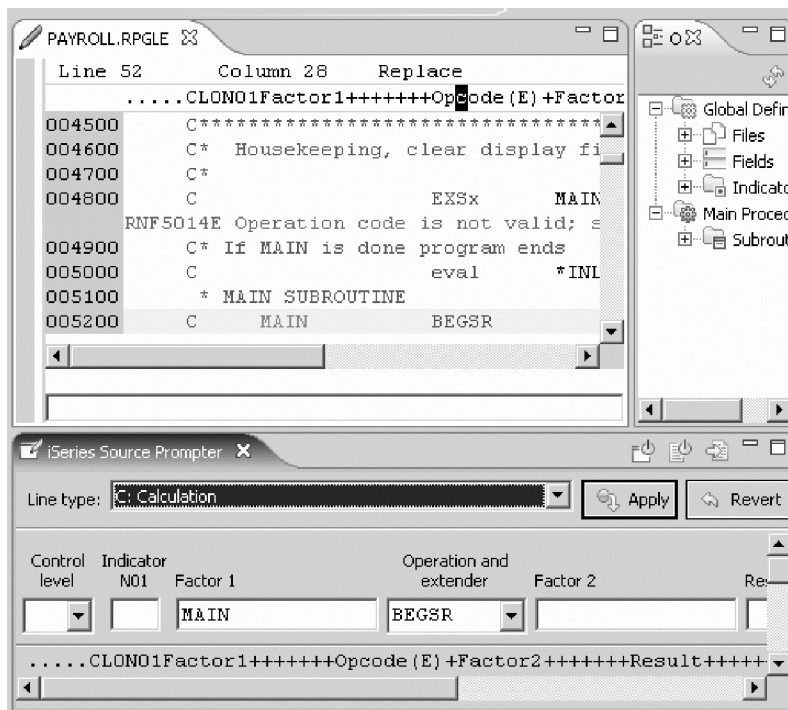 PAYROLL.RPGLE
Line 52 Column 28 Replace
.....CL0N01Factor1+++++++Opcode(E)+Factor
004500 C**********************************
004600 C* Housekeeping, clear display fi
004700 C*
004800 C EXSx MAIN
RNF5014E Operation code is not valid; s
004900 C* If MAIN is done program ends
005000 C eval *INL
005100 * MAIN SUBROUTINE
005200 C MAIN BEGSR
o
Global Defin
Files
Fields
Indicato
Main Proced
Subrout
iSeries Source Prompter
Line type: C: Calculation Apply Revert
Control level Indicator N01 Factor 1 Operation and extender Factor 2 Re
MAIN BEGSR
.....CL0N01Factor1+++++++Opcode(E)+Factor2+++++++Result+++++